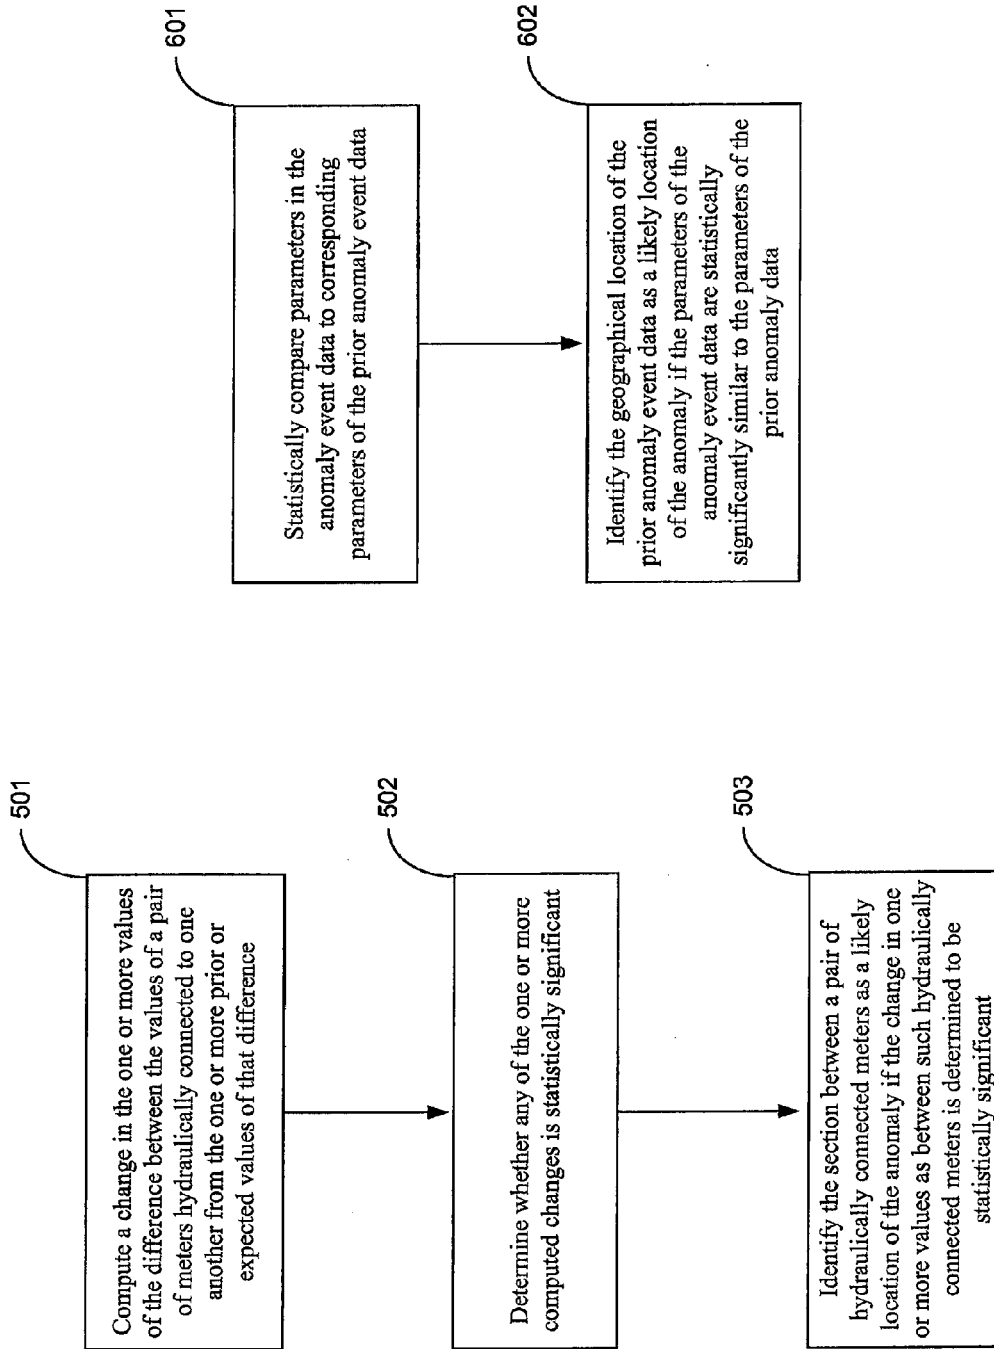 501
Compute a change in the one or more values
of the difference between the values of a pair
of meters hydraulically connected to one
another from the one or more prior or
expected values of that difference
502
Determine whether any of the one or more
computed changes is statistically significant
503
Identify the section between a pair of
hydraulically connected meters as a likely
location of the anomaly if the change in one
or more values as between such hydraulically
connected meters is determined to be
statistically significant
601
Statistically compare parameters in the
anomaly event data to corresponding
parameters of the prior anomaly event data
602
Identify the geographical location of the
prior anomaly event data as a likely location
of the anomaly if the parameters of the
anomaly event data are statistically
significantly similar to the parameters of the
prior anomaly data